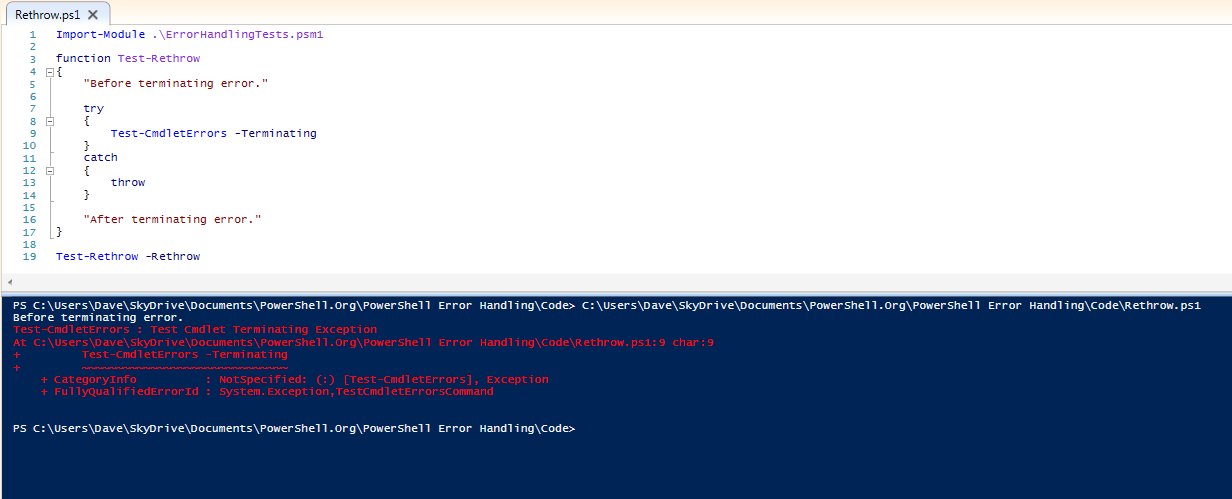 Rethrow.ps1 X
1 Import-Module .\ErrorHandlingTests.psm1
2
3 function Test-Rethrow
4 {
5 "Before terminating error."
6
7 try
8 {
9 Test-CmdletErrors -Terminating
10 }
11 catch
12 {
13 throw
14 }
15
16 "After terminating error."
17 }
18
19 Test-Rethrow -Rethrow
PS C:\Users\Dave\SkyDrive\Documents\PowerShell.Org\PowerShell Error Handling\Code> C:\Users\Dave\SkyDrive\Documents\PowerShell.Org\PowerShell Error Handling\Code\Rethrow.ps1
Before terminating error.
Test-CmdletErrors : Test Cmdlet Terminating Exception
At C:\Users\Dave\SkyDrive\Documents\PowerShell.Org\PowerShell Error Handling\Code\Rethrow.ps1:9 char:9
+ Test-CmdletErrors -Terminating
+ ~~~~~~~~~~~~~~~~~~~~~~~~~~~~~~
+ CategoryInfo : NotSpecified: (:) [Test-CmdletErrors], Exception
+ FullyQualifiedErrorId : System.Exception,TestCmdletErrorsCommand
PS C:\Users\Dave\SkyDrive\Documents\PowerShell.Org\PowerShell Error Handling\Code>